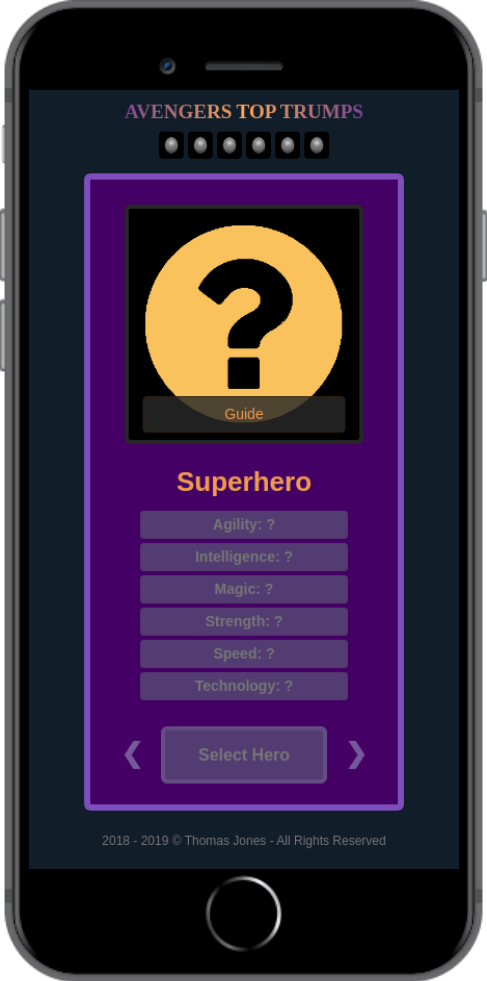 AVENGERS TOP TRUMPS
?
Guide
Superhero
Agility: ?
Intelligence: ?
Magic: ?
Strength: ?
Speed: ?
Technology: ?
❮ Select Hero ❯
2018 - 2019 © Thomas Jones - All Rights Reserved